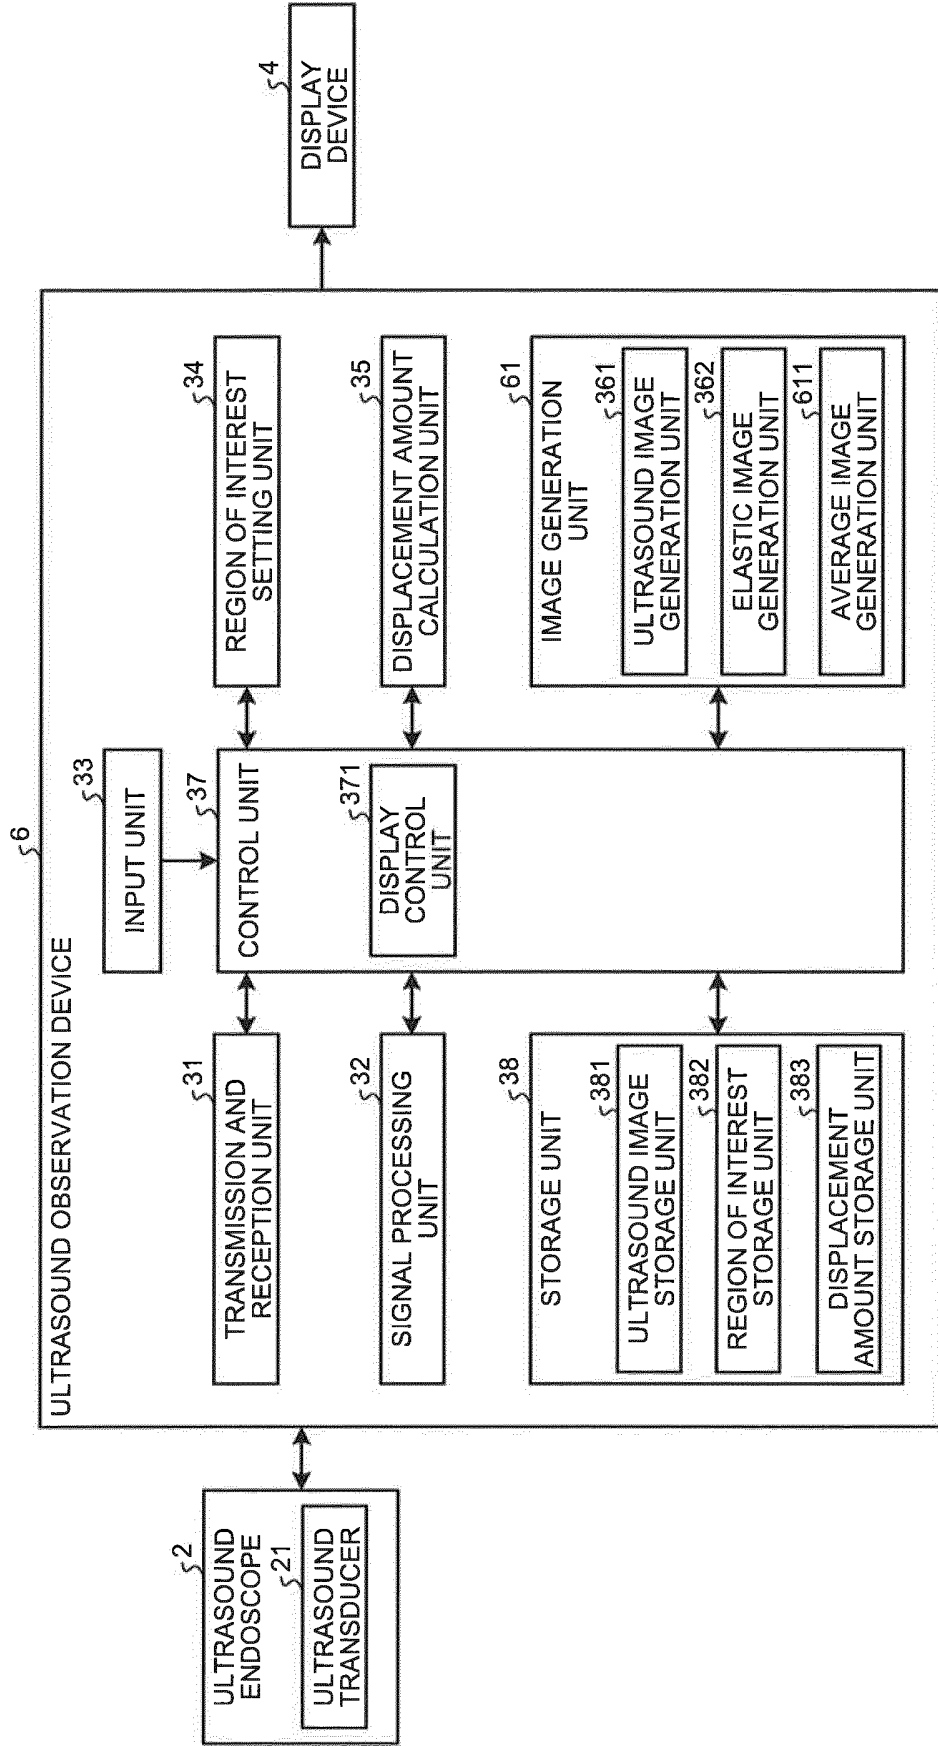 6
ULTRASOUND OBSERVATION DEVICE
2
ULTRASOUND
ENDOSCOPE
21
ULTRASOUND
TRANSDUCER
31
TRANSMISSION AND
RECEPTION UNIT
32
SIGNAL PROCESSING
UNIT
38
STORAGE UNIT
381
ULTRASOUND IMAGE
STORAGE UNIT
382
REGION OF INTEREST
STORAGE UNIT
383
DISPLACEMENT
AMOUNT STORAGE UNIT
33
INPUT UNIT
37
CONTROL UNIT
371
DISPLAY
CONTROL
UNIT
34
REGION OF INTEREST
SETTING UNIT
35
DISPLACEMENT AMOUNT
CALCULATION UNIT
61
IMAGE GENERATION
UNIT
361
ULTRASOUND IMAGE
GENERATION UNIT
362
ELASTIC IMAGE
GENERATION UNIT
611
AVERAGE IMAGE
GENERATION UNIT
4
DISPLAY
DEVICE